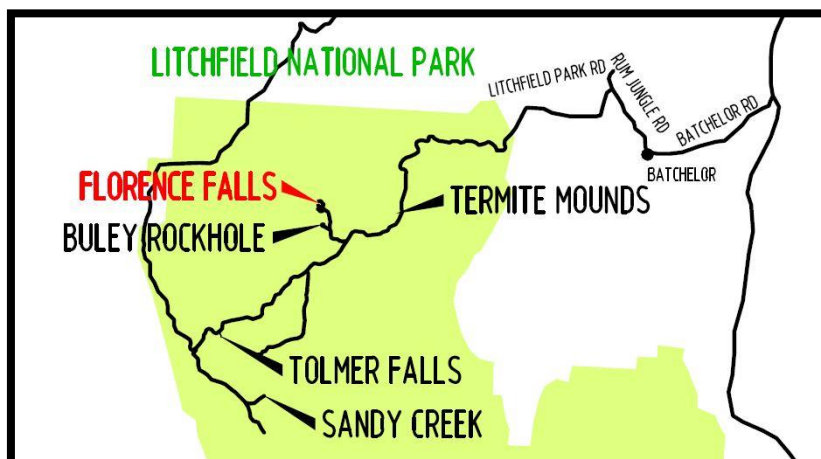 LITCHFIELD NATIONAL PARK
LITCHFIELD PARK RD
RUM JUNGLE RD
BATCHELOR RD
BATCHELOR
FLORENCE FALLS
TERMITE MOUNDS
BULEY ROCKHOLE
TOLMER FALLS
SANDY CREEK